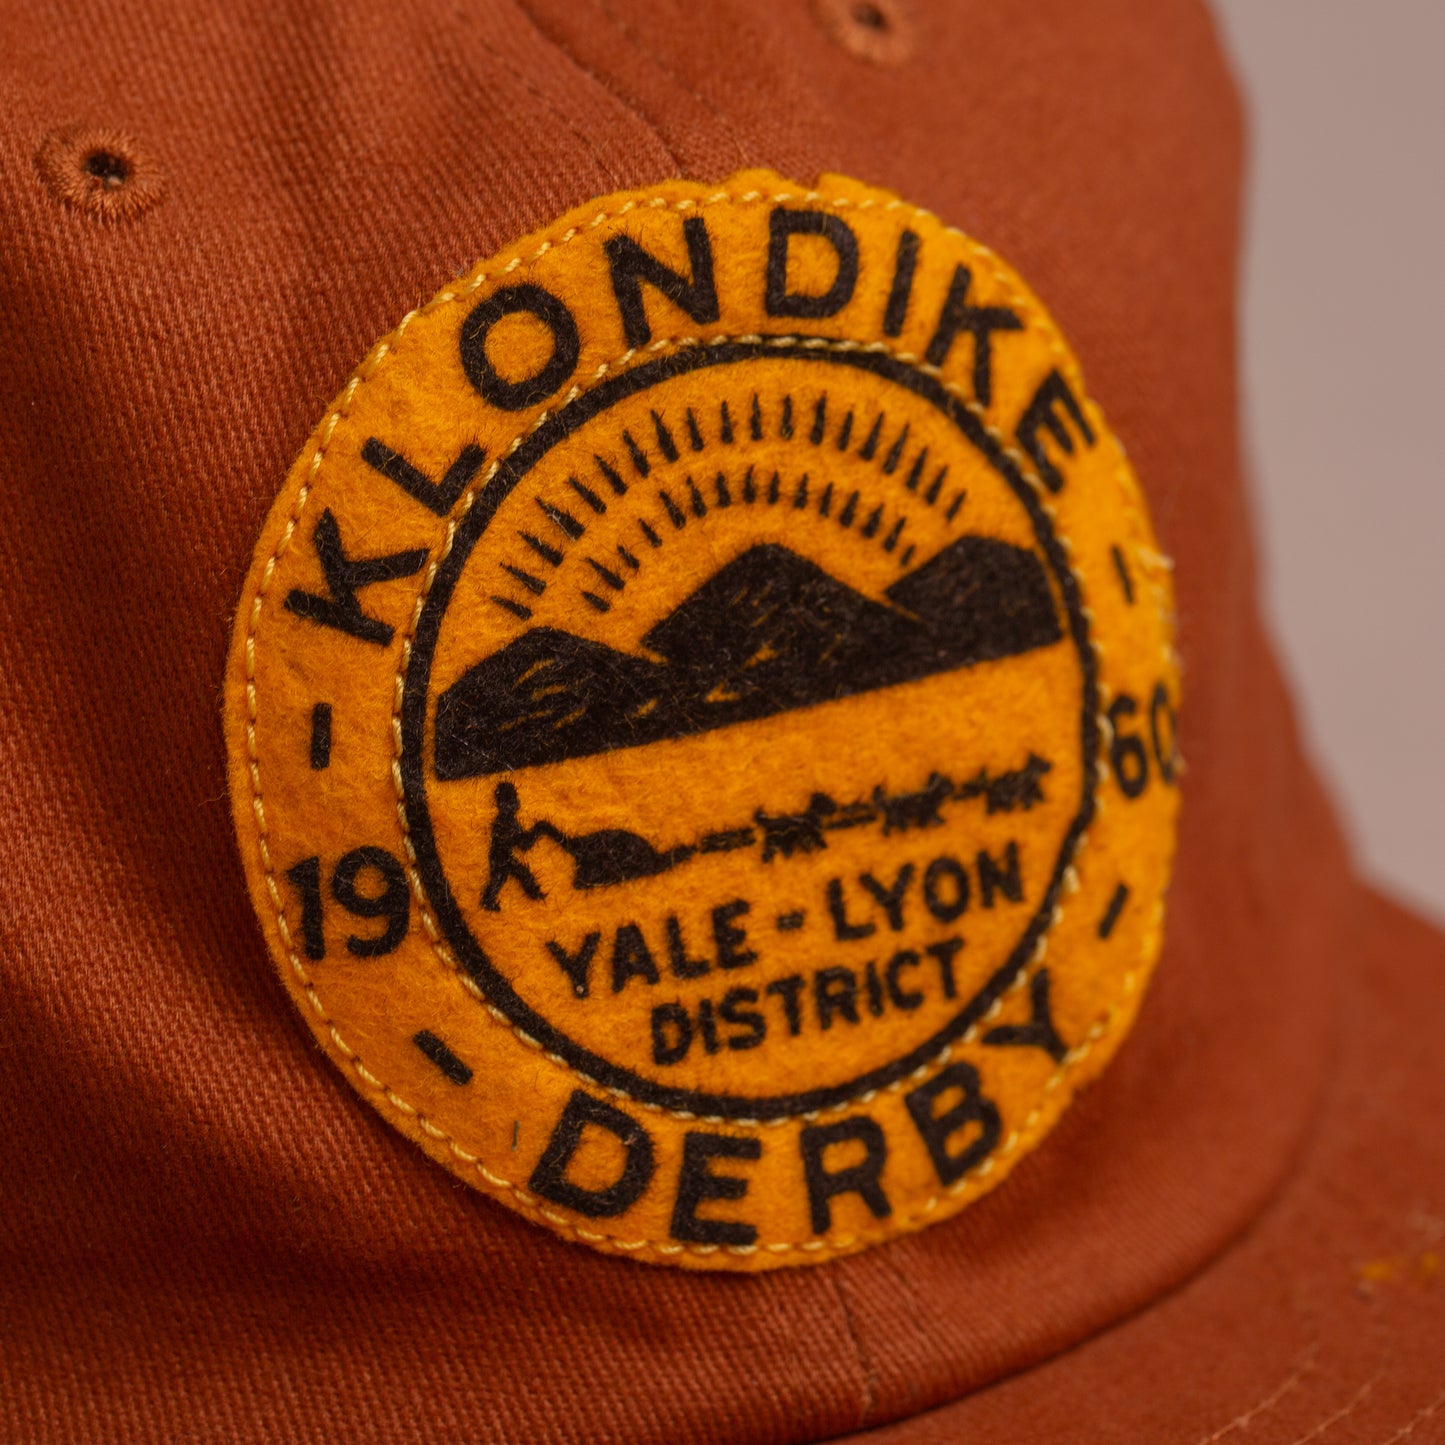 KLONDIKE
19 60
YALE-LYON
DISTRICT
DERBY